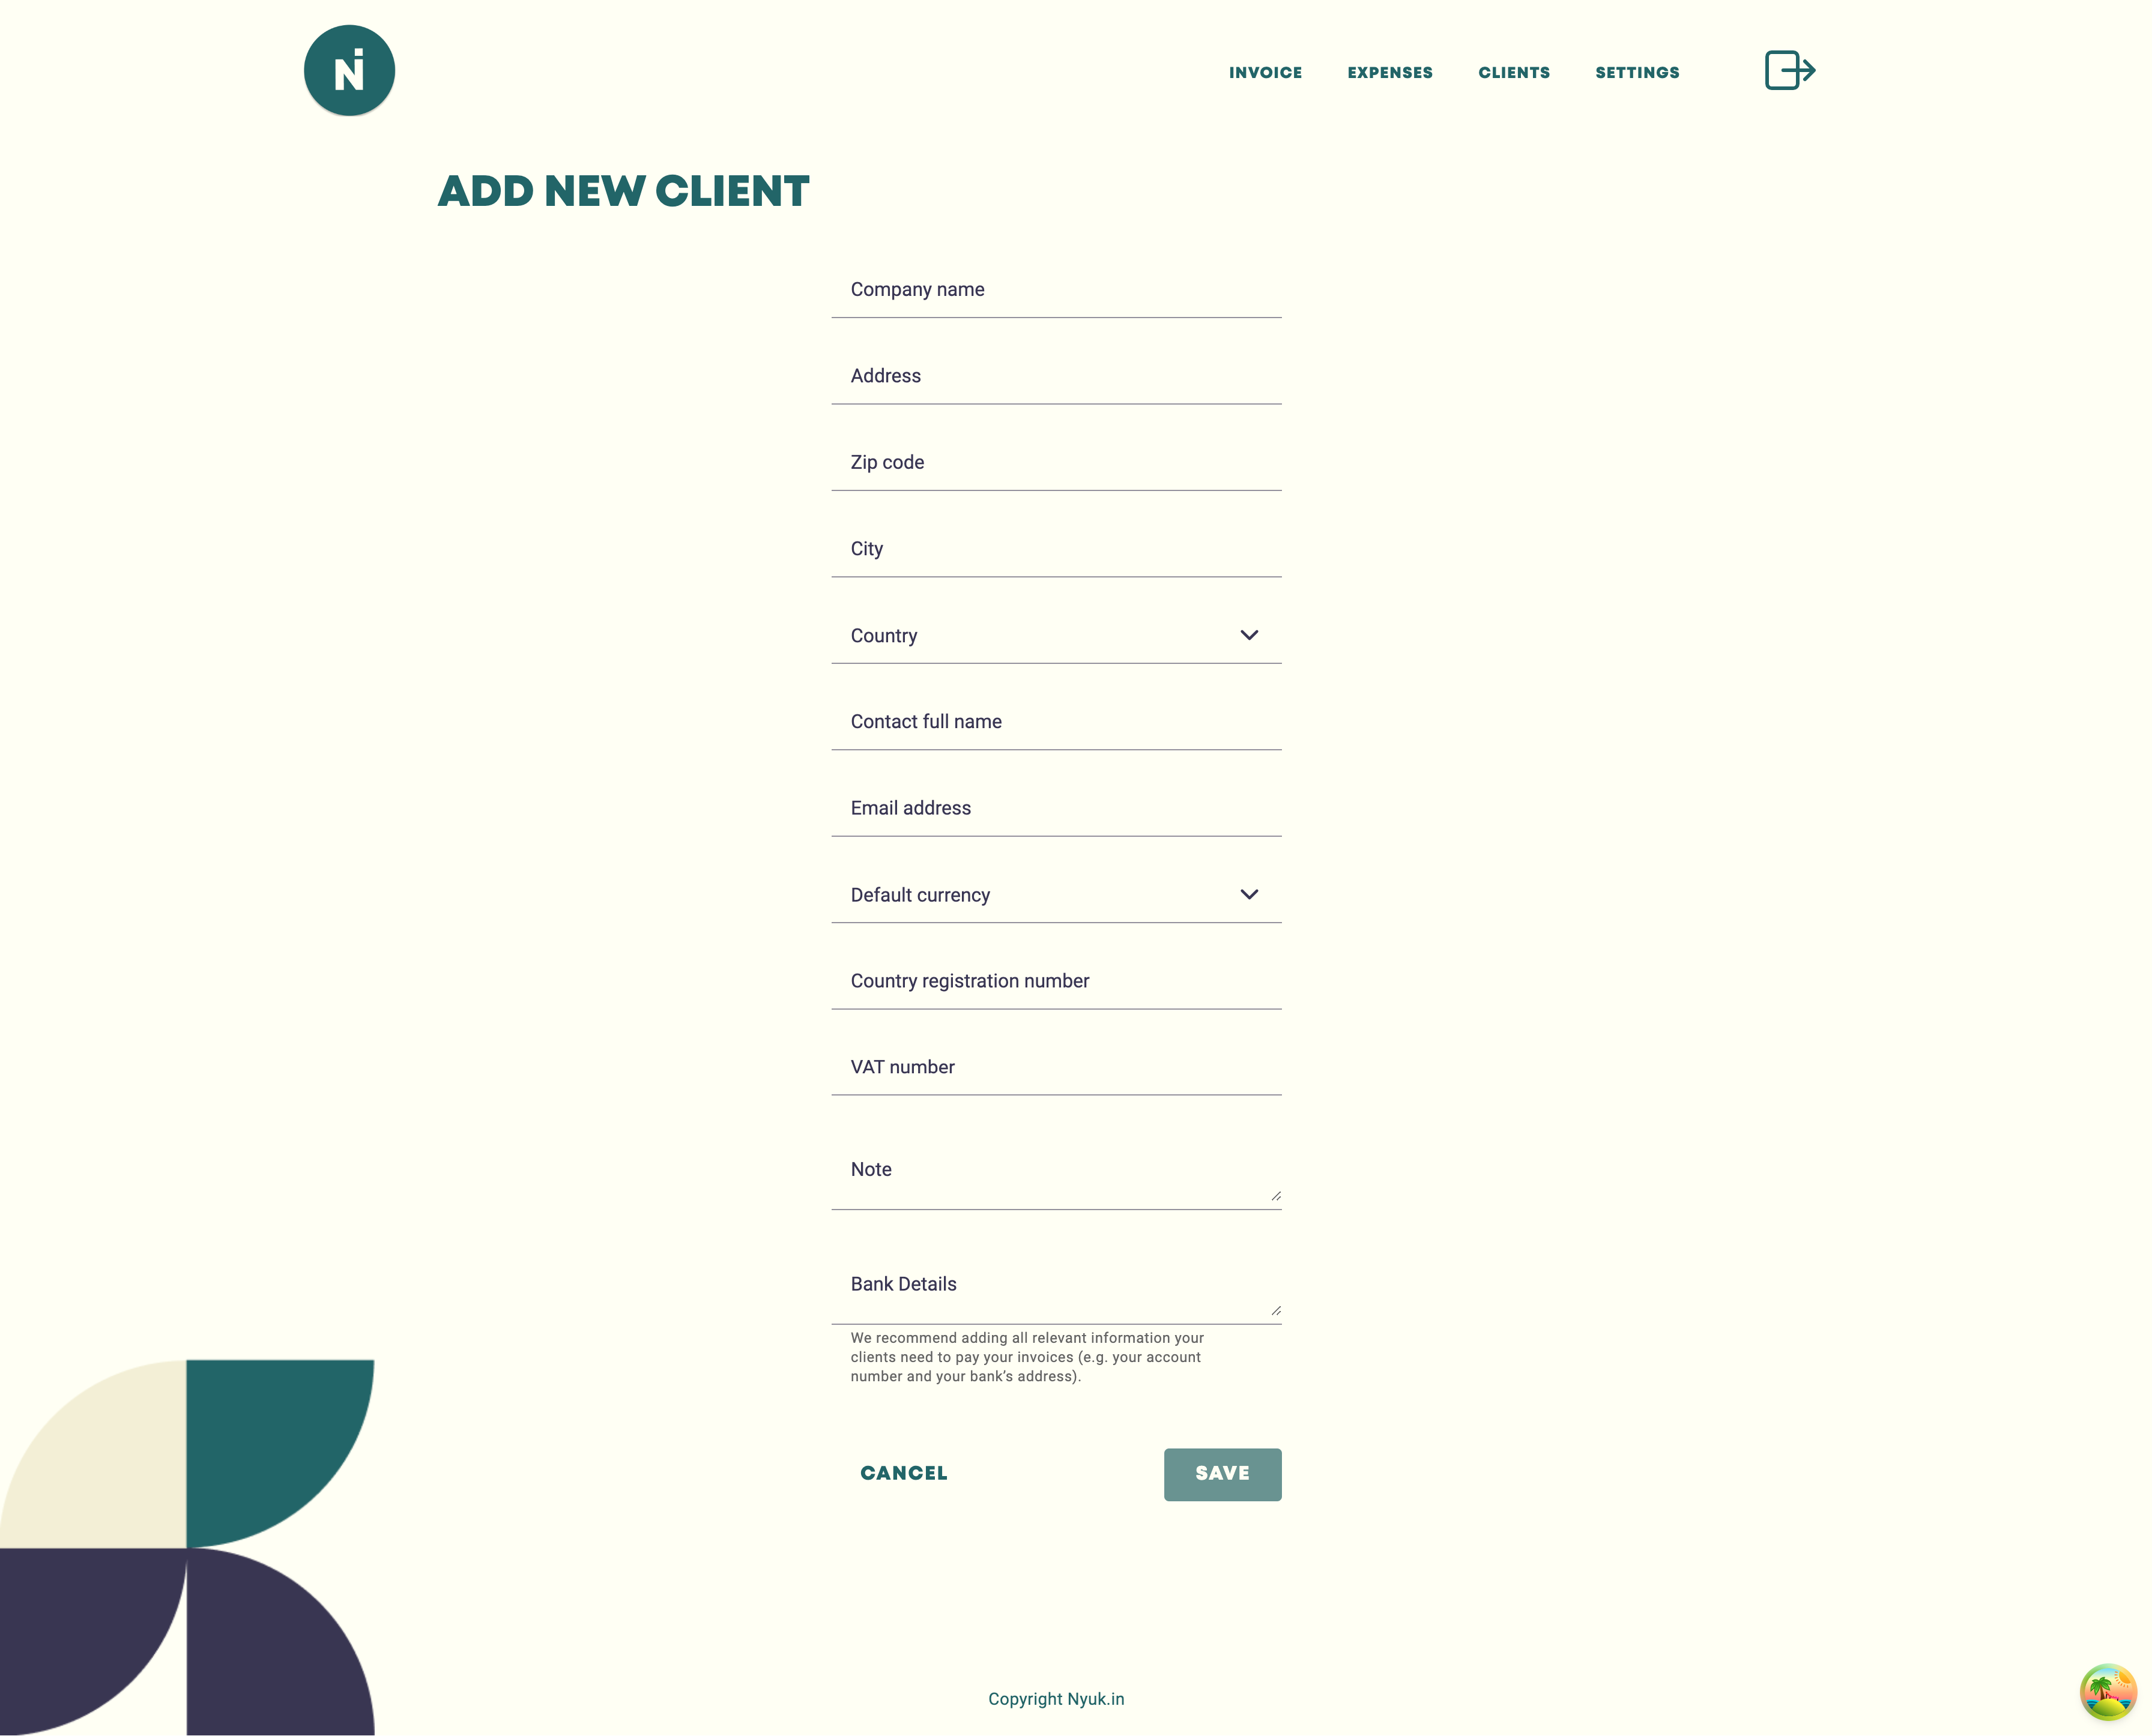 Ni
INVOICE EXPENSES CLIENTS SETTINGS
ADD NEW CLIENT
Company name
Address
Zip code
City
Country
Contact full name
Email address
Default currency
Country registration number
VAT number
Note
Bank Details
We recommend adding all relevant information your
clients need to pay your invoices (e.g. your account
number and your bank’s address).
CANCEL SAVE
Copyright Nyuk.in